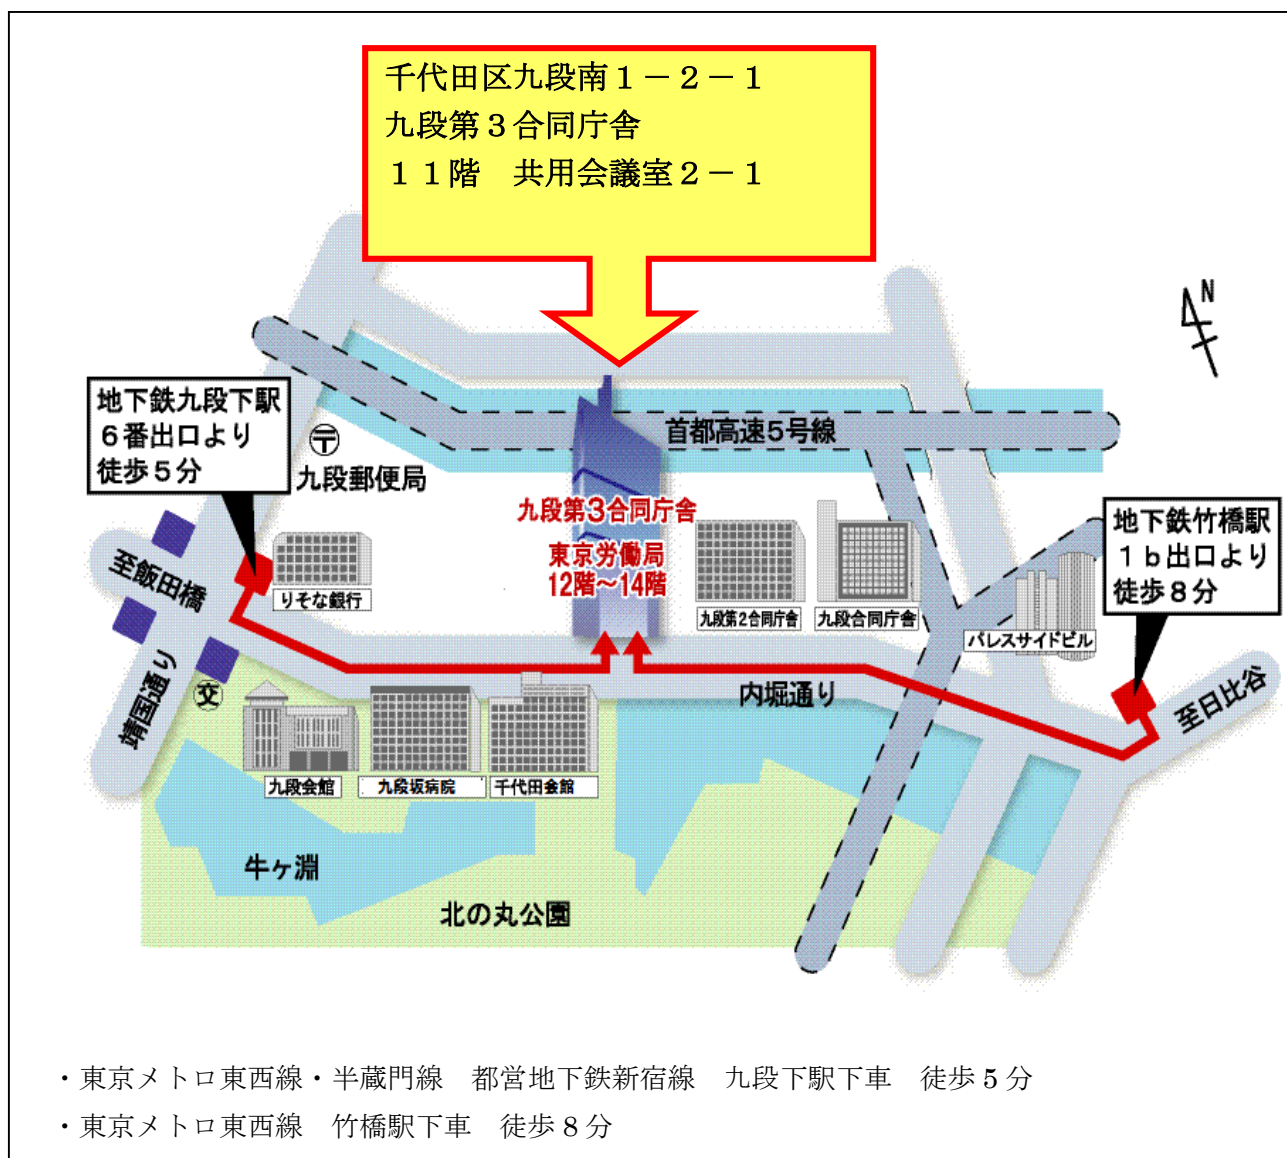 千代田区九段南１－２－１
九段第３合同庁舎
１１階　共用会議室２－１
N
地下鉄九段下駅
６番出口より
徒歩５分
〒
九段郵便局
首都高速5号線
九段第3合同庁舎
東京労働局
12階～14階
地下鉄竹橋駅
１ｂ出口より
徒歩８分
至飯田橋
りそな銀行
九段第2合同庁舎
九段合同庁舎
パレスサイドビル
靖国通り
交
内堀通り
至日比谷
九段会館
九段坂病院
千代田会館
牛ヶ淵
北の丸公園
・東京メトロ東西線・半蔵門線　都営地下鉄新宿線　九段下駅下車　徒歩 5 分
・東京メトロ東西線　竹橋駅下車　徒歩 8 分